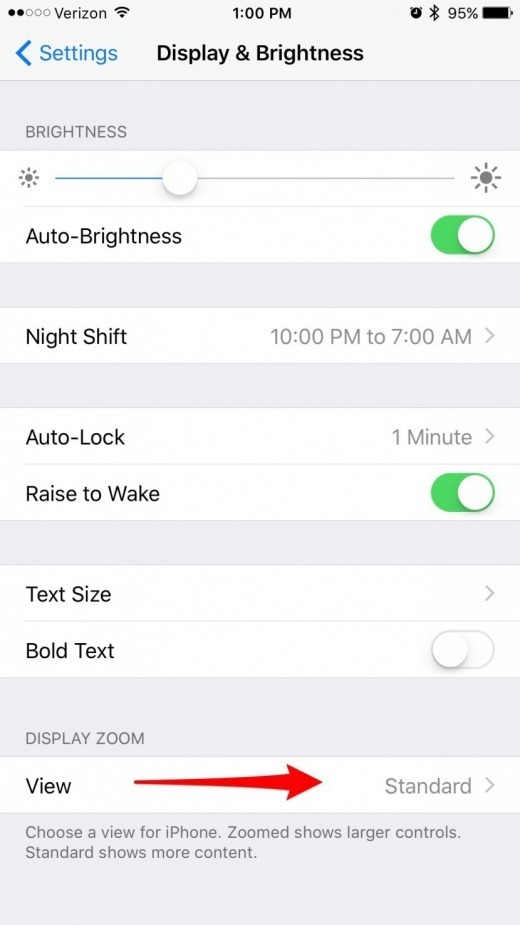 Verizon 1:00 PM 95%
Settings Display & Brightness
BRIGHTNESS
Auto-Brightness
Night Shift 10:00 PM to 7:00 AM
Auto-Lock 1 Minute
Raise to Wake
Text Size
Bold Text
DISPLAY ZOOM
View Standard
Choose a view for iPhone. Zoomed shows larger controls.
Standard shows more content.